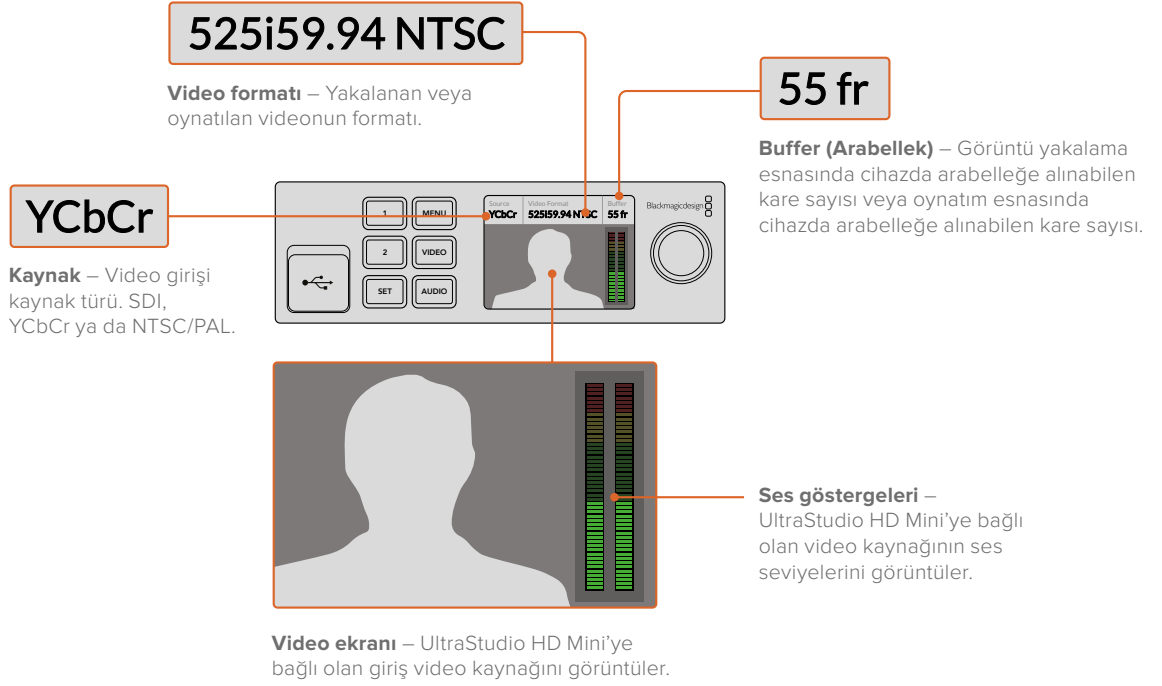 525i59.94 NTSC
Video formatı – Yakalanan veya
oynatılan videonun formatı.
55 fr
Buffer (Arabellek) – Görüntü yakalama
esnasında cihazda arabelleğe alınabilen
kare sayısı veya oynatım esnasında
cihazda arabelleğe alınabilen kare sayısı.
YCbCr
Kaynak – Video girişi
kaynak türü. SDI,
YCbCr ya da NTSC/PAL.
1 MENU
2 VIDEO
SET AUDIO
Source Video Format Buffer
YCbCr 525i59.94 NTSC 55 fr
Blackmagicdesign
Ses göstergeleri –
UltraStudio HD Mini’ye bağlı
olan video kaynağının ses
seviyelerini görüntüler.
Video ekranı – UltraStudio HD Mini’ye
bağlı olan giriş video kaynağını görüntüler.